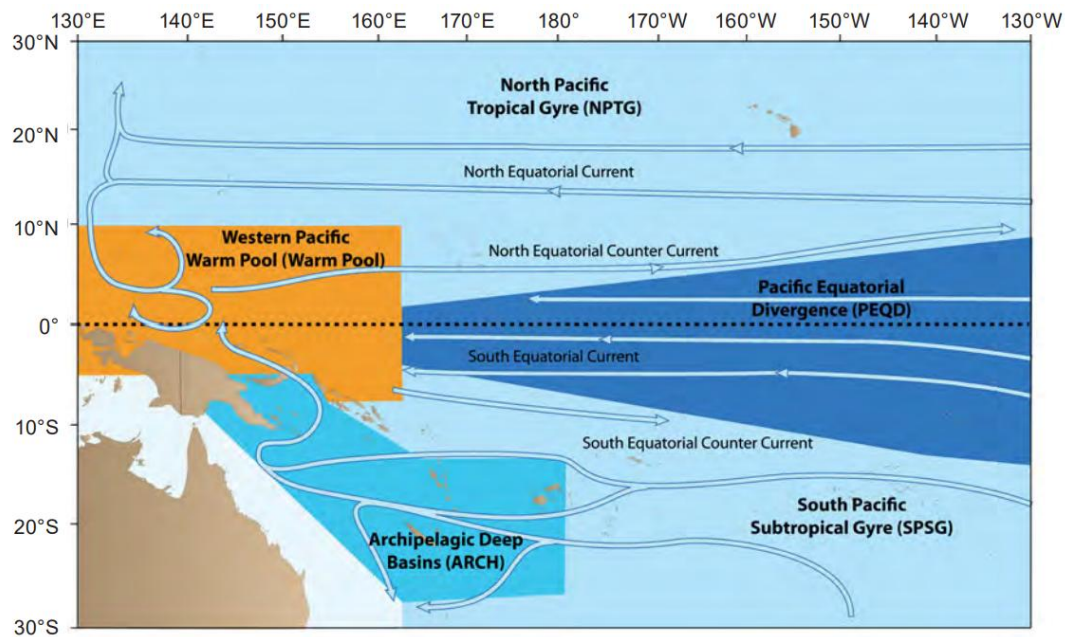 130°E 140°E 150°E 160°E 170°E 180° 170°W 160°W 150°W 140°W 130°W
30°N
North Pacific
Tropical Gyre (NPTG)
20°N
North Equatorial Current
10°N
Western Pacific
Warm Pool (Warm Pool)
North Equatorial Counter Current
Pacific Equatorial
Divergence (PEQD)
0°
South Equatorial Current
10°S
South Equatorial Counter Current
South Pacific
Subtropical Gyre (SPSG)
20°S
Archipelagic Deep
Basins (ARCH)
30°S